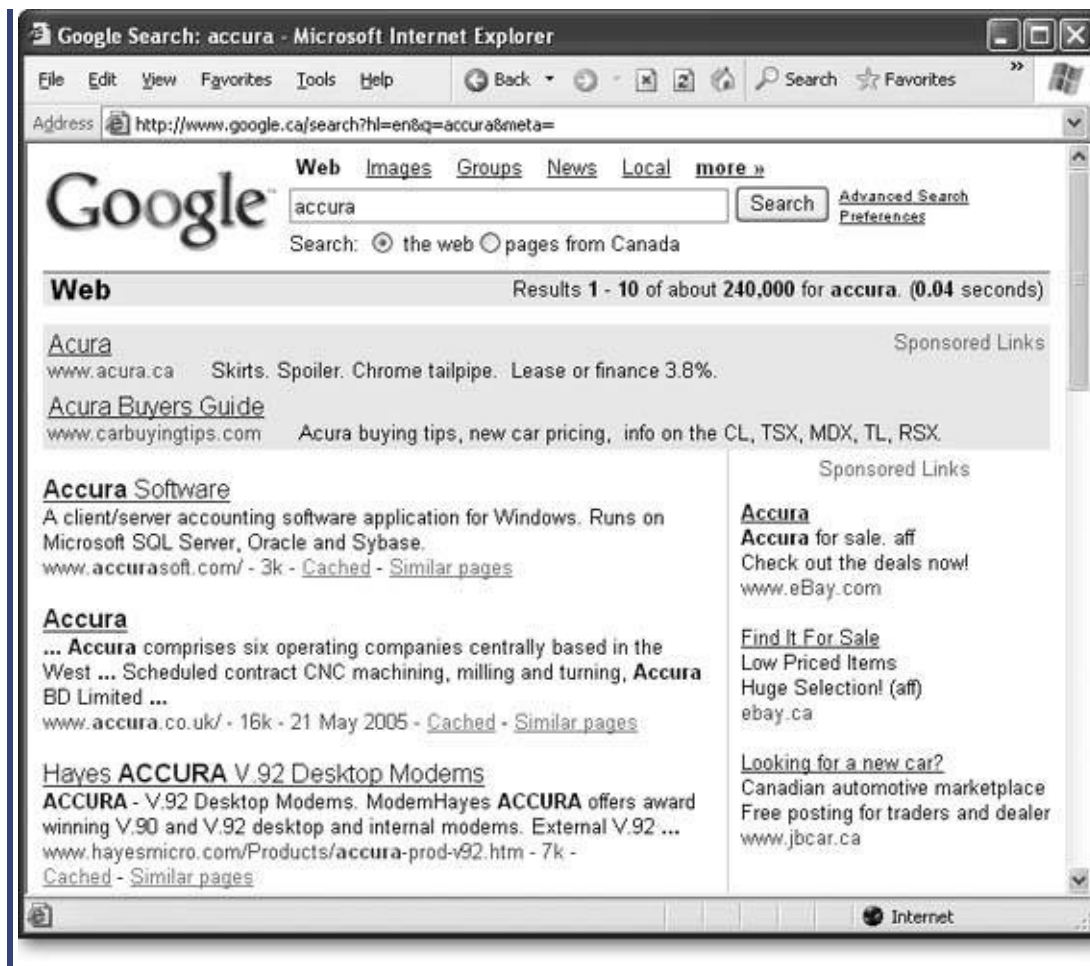 Google Search: accura - Microsoft Internet Explorer
File Edit View Favorites Tools Help Back Search Favorites »
Address http://www.google.ca/search?hl=en&q=accura&meta=
Google™
Web Images Groups News Local more »
accura Search Advanced Search
Preferences
Search: the web pages from Canada
Web Results 1 - 10 of about 240,000 for accura. (0.04 seconds)
Acura Sponsored Links
www.acura.ca Skirts. Spoiler. Chrome tailpipe. Lease or finance 3.8%.
Acura Buyers Guide
www.carbuyingtips.com Acura buying tips, new car pricing, info on the CL, TSX, MDX, TL, RSX.
Accura Software
A client/server accounting software application for Windows. Runs on
Microsoft SQL Server, Oracle and Sybase.
www.accurasoft.com/ - 3k - Cached - Similar pages
Accura
... Accura comprises six operating companies centrally based in the
West ... Scheduled contract CNC machining, milling and turning, Accura
BD Limited ...
www.accura.co.uk/ - 16k - 21 May 2005 - Cached - Similar pages
Hayes ACCURA V.92 Desktop Modems
ACCURA - V.92 Desktop Modems. ModemHayes ACCURA offers award
winning V.90 and V.92 desktop and internal modems. External V.92 ...
www.hayesmicro.com/Products/accura-prod-v92.htm - 7k -
Cached - Similar pages
Sponsored Links
Accura
Accura for sale. aff
Check out the deals now!
www.eBay.com
Find It For Sale
Low Priced Items
Huge Selection! (aff)
ebay.ca
Looking for a new car?
Canadian automotive marketplace
Free posting for traders and dealer
www.jbcar.ca
Internet